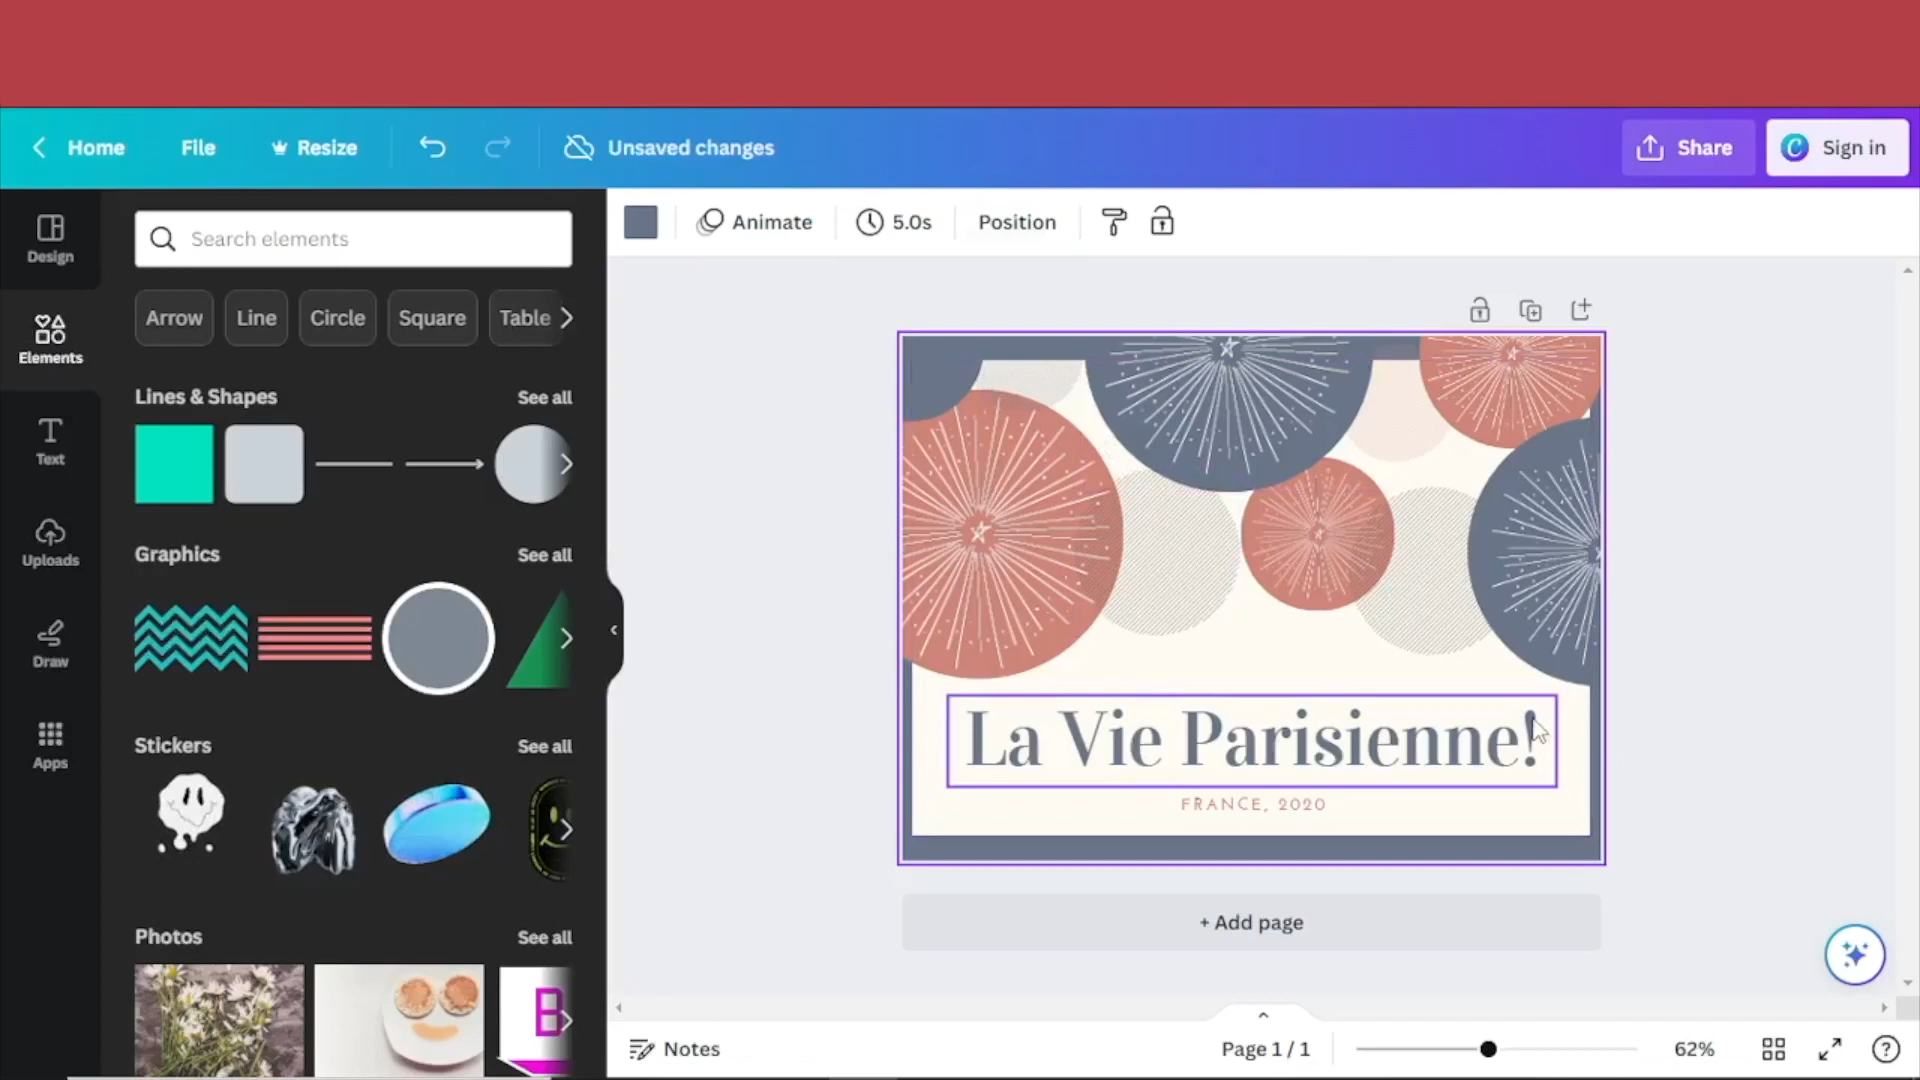 Home
File
Resize
Unsaved changes
Share
Sign in
Design
Elements
Text
Uploads
Draw
Apps
Search elements
Arrow
Line
Circle
Square
Table
Lines & Shapes
See all
Graphics
See all
Stickers
See all
Photos
See all
B
Animate
5.0s
Position
La Vie Parisienne!
FRANCE, 2020
+ Add page
Notes
Page 1 / 1
62%